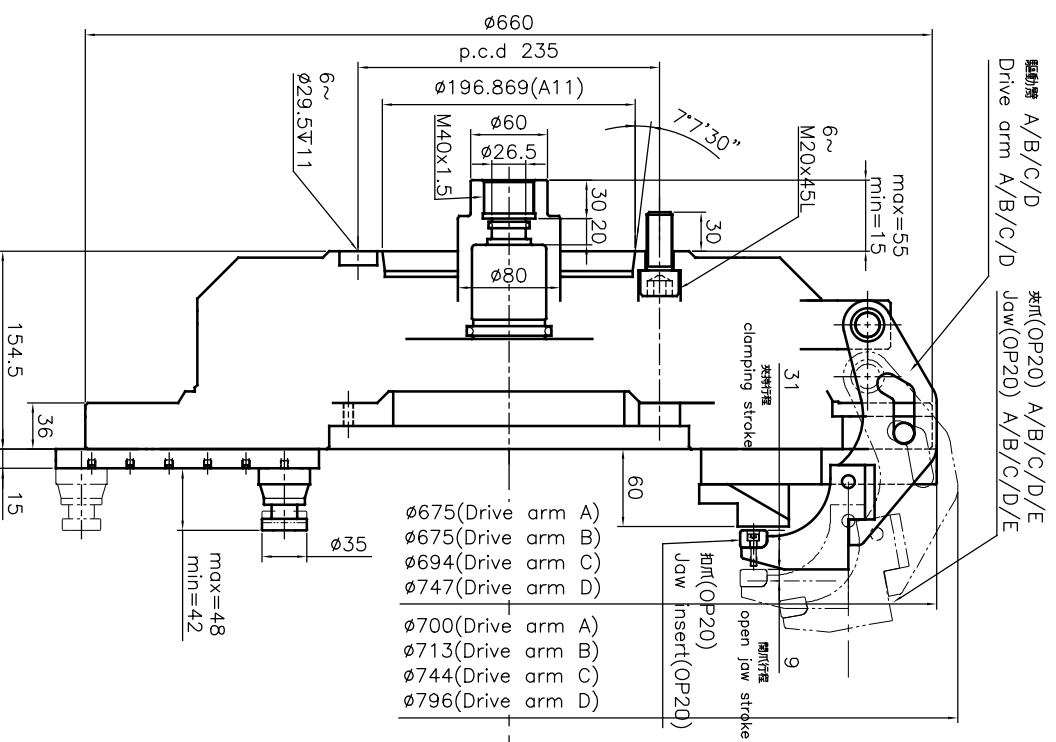 ø660
p.c.d 235
ø196.869(A11)
ø60
ø26.5
M40x1.5
6~
ø29.5↧11
7°7'30"
6~
M20x45L
30
20
30
max=55
min=15
驅動臂 A/B/C/D
Drive arm A/B/C/D
夾爪(OP20) A/B/C/D/E
Jaw(OP20) A/B/C/D/E
ø80
31
夾持行程
clamping stroke
154.5
36
15
60
ø35
max=48
min=42
ø675(Drive arm A)
ø675(Drive arm B)
ø694(Drive arm C)
ø747(Drive arm D)
ø700(Drive arm A)
ø713(Drive arm B)
ø744(Drive arm C)
ø796(Drive arm D)
扣爪(OP20)
Jaw insert(OP20)
9
開爪行程
open jaw stroke